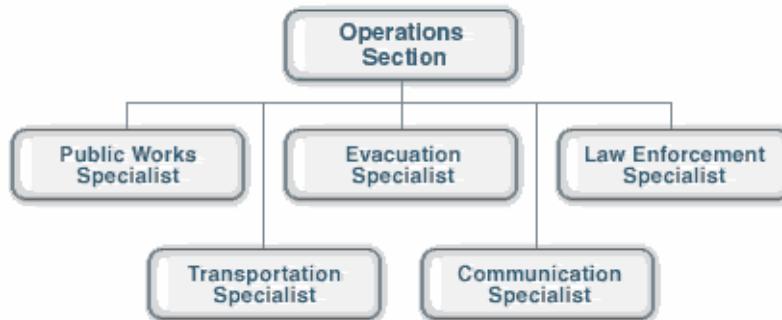 Operations
Section
Public Works
Specialist
Evacuation
Specialist
Law Enforcement
Specialist
Transportation
Specialist
Communication
Specialist